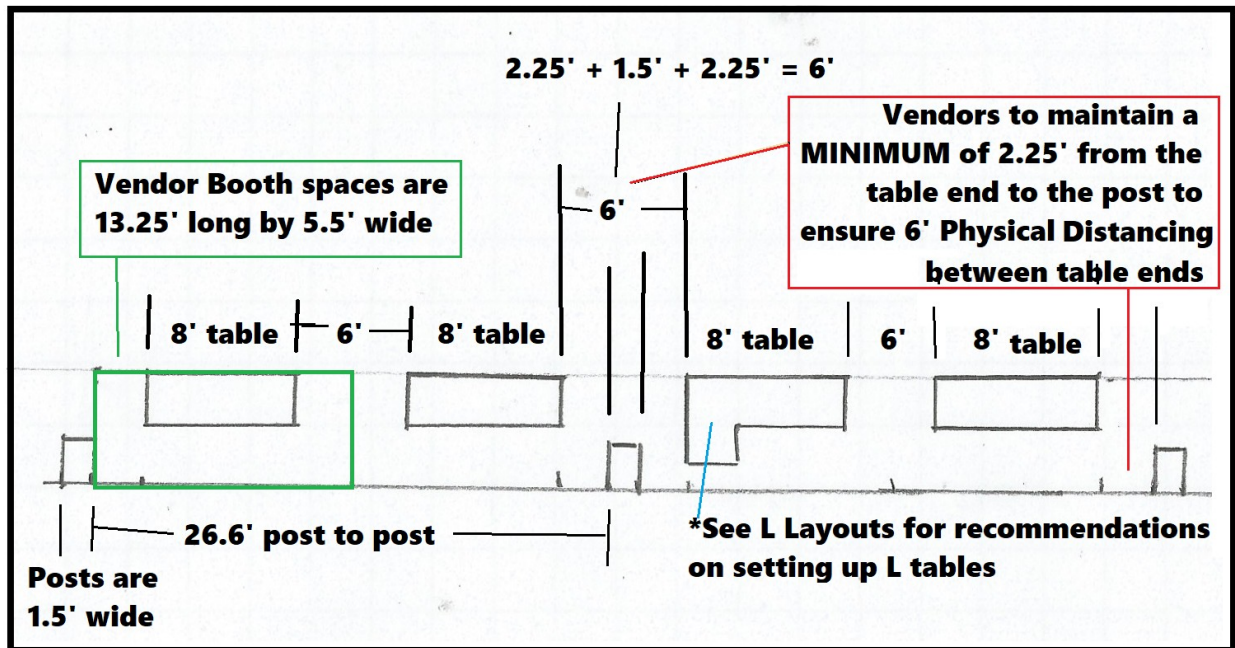 2.25' + 1.5' + 2.25' = 6'
Vendors to maintain a
MINIMUM of 2.25' from the
table end to the post to
ensure 6' Physical Distancing
between table ends
Vendor Booth spaces are
13.25' long by 5.5' wide
6'
8' table
6'
8' table
8' table
6'
8' table
26.6' post to post
*See L Layouts for recommendations
on setting up L tables
Posts are
1.5' wide